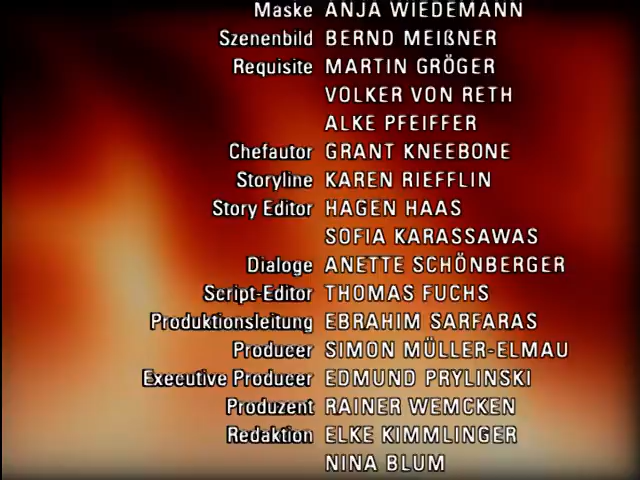 Maske ANJA WIEDEMANN
Szenenbild BERND MEIßNER
Requisite MARTIN GRÖGER
VOLKER VON RETH
ALKE PFEIFFER
Chefautor GRANT KNEEBONE
Storyline KAREN RIEFFLIN
Story Editor HAGEN HAAS
SOFIA KARASSAWAS
Dialoge ANETTE SCHÖNBERGER
Script-Editor THOMAS FUCHS
Produktionsleitung EBRAHIM SARFARAS
Producer SIMON MÜLLER-ELMAU
Executive Producer EDMUND PRYLINSKI
Produzent RAINER WEMCKEN
Redaktion ELKE KIMMLINGER
NINA BLUM